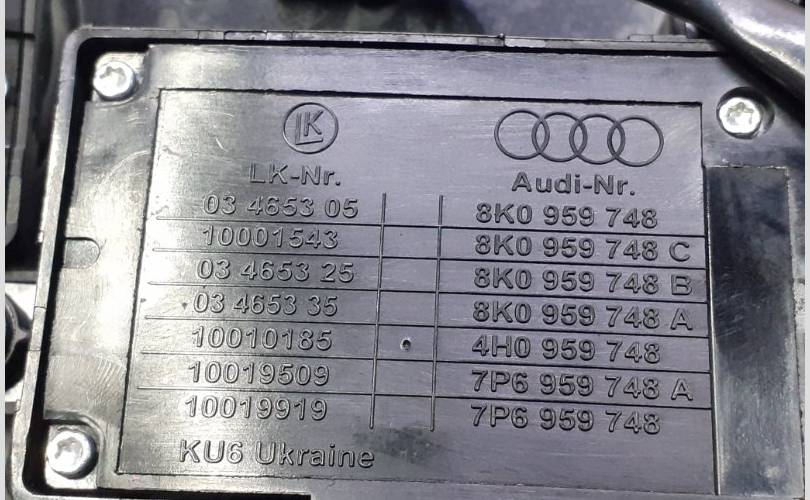 LK
LK-Nr. Audi-Nr.
03 4653 05 8K0 959 748
10001543 8K0 959 748 C
03 4653 25 8K0 959 748 B
03 4653 35 8K0 959 748 A
10010185 4H0 959 748
10019509 7P6 959 748 A
10019919 7P6 959 748
KU6 Ukraine